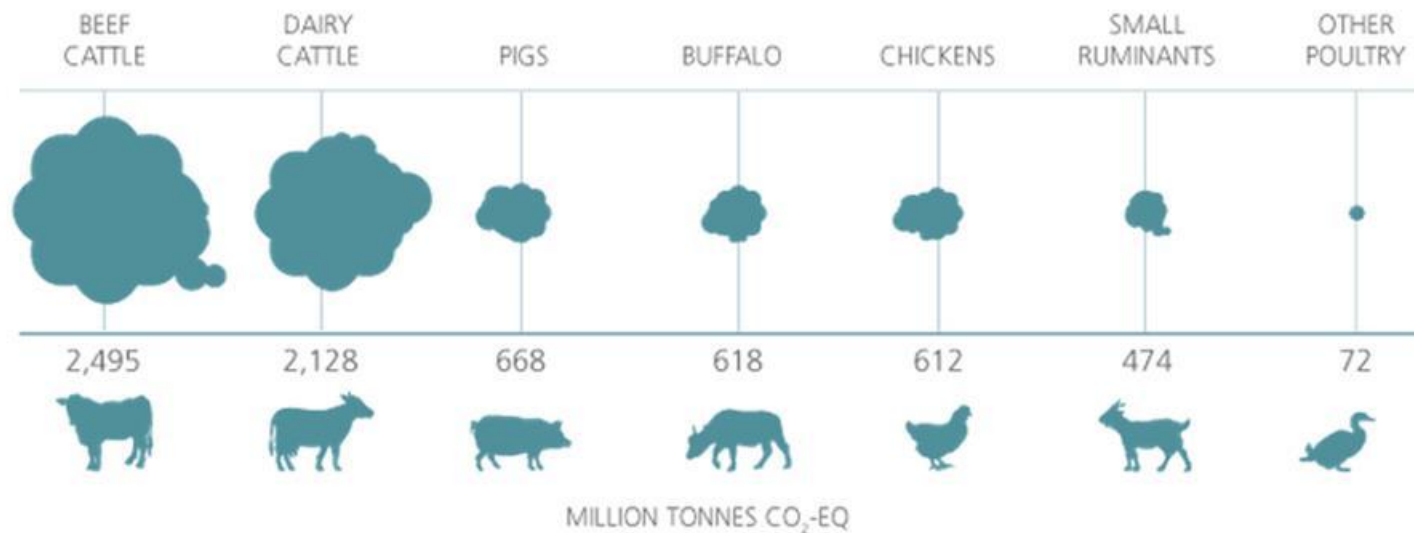 BEEF CATTLE
DAIRY CATTLE
PIGS
BUFFALO
CHICKENS
SMALL RUMINANTS
OTHER POULTRY
2,495
2,128
668
618
612
474
72
MILLION TONNES CO₂-EQ